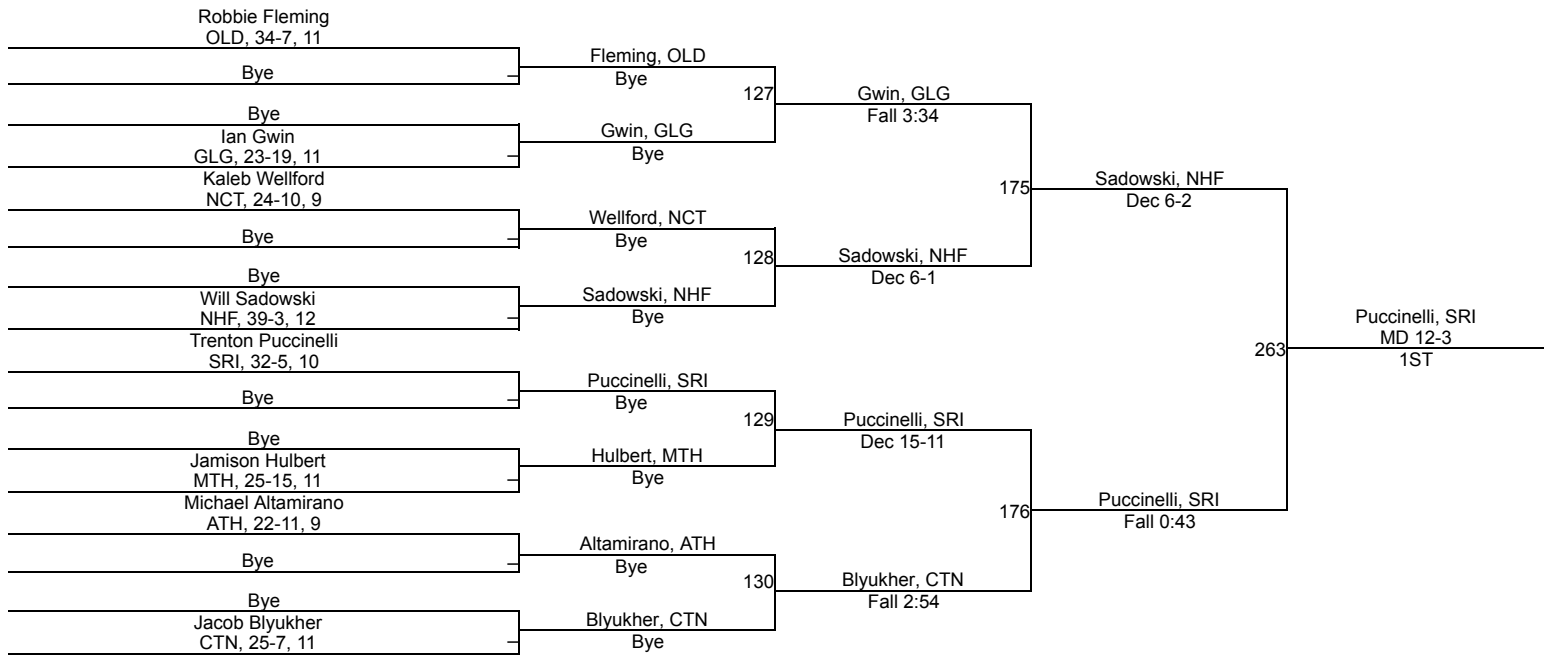 Robbie Fleming
OLD, 34-7, 11
Bye
Bye
Ian Gwin
GLG, 23-19, 11
Kaleb Wellford
NCT, 24-10, 9
Bye
Bye
Will Sadowski
NHF, 39-3, 12
Trenton Puccinelli
SRI, 32-5, 10
Bye
Bye
Jamison Hulbert
MTH, 25-15, 11
Michael Altamirano
ATH, 22-11, 9
Bye
Bye
Jacob Blyukher
CTN, 25-7, 11
Fleming, OLD
Bye
127
Gwin, GLG
Bye
Wellford, NCT
Bye
128
Sadowski, NHF
Bye
Puccinelli, SRI
Bye
129
Hulbert, MTH
Bye
Altamirano, ATH
Bye
130
Blyukher, CTN
Bye
Gwin, GLG
Fall 3:34
175
Sadowski, NHF
Dec 6-1
Puccinelli, SRI
Dec 15-11
176
Blyukher, CTN
Fall 2:54
Sadowski, NHF
Dec 6-2
263
Puccinelli, SRI
Fall 0:43
Puccinelli, SRI
MD 12-3
1ST